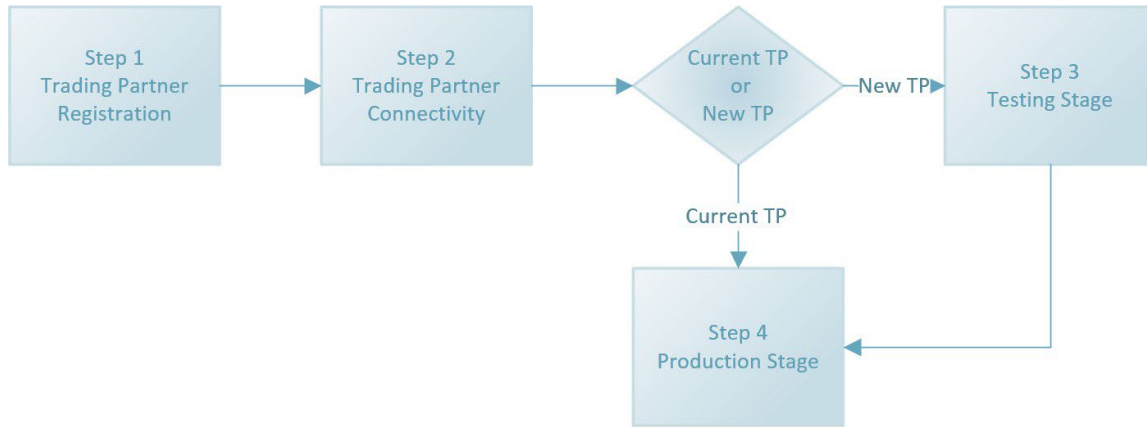 Step 1
Trading Partner
Registration
Step 2
Trading Partner
Connectivity
Current TP
or
New TP
New TP
Step 3
Testing Stage
Current TP
Step 4
Production Stage